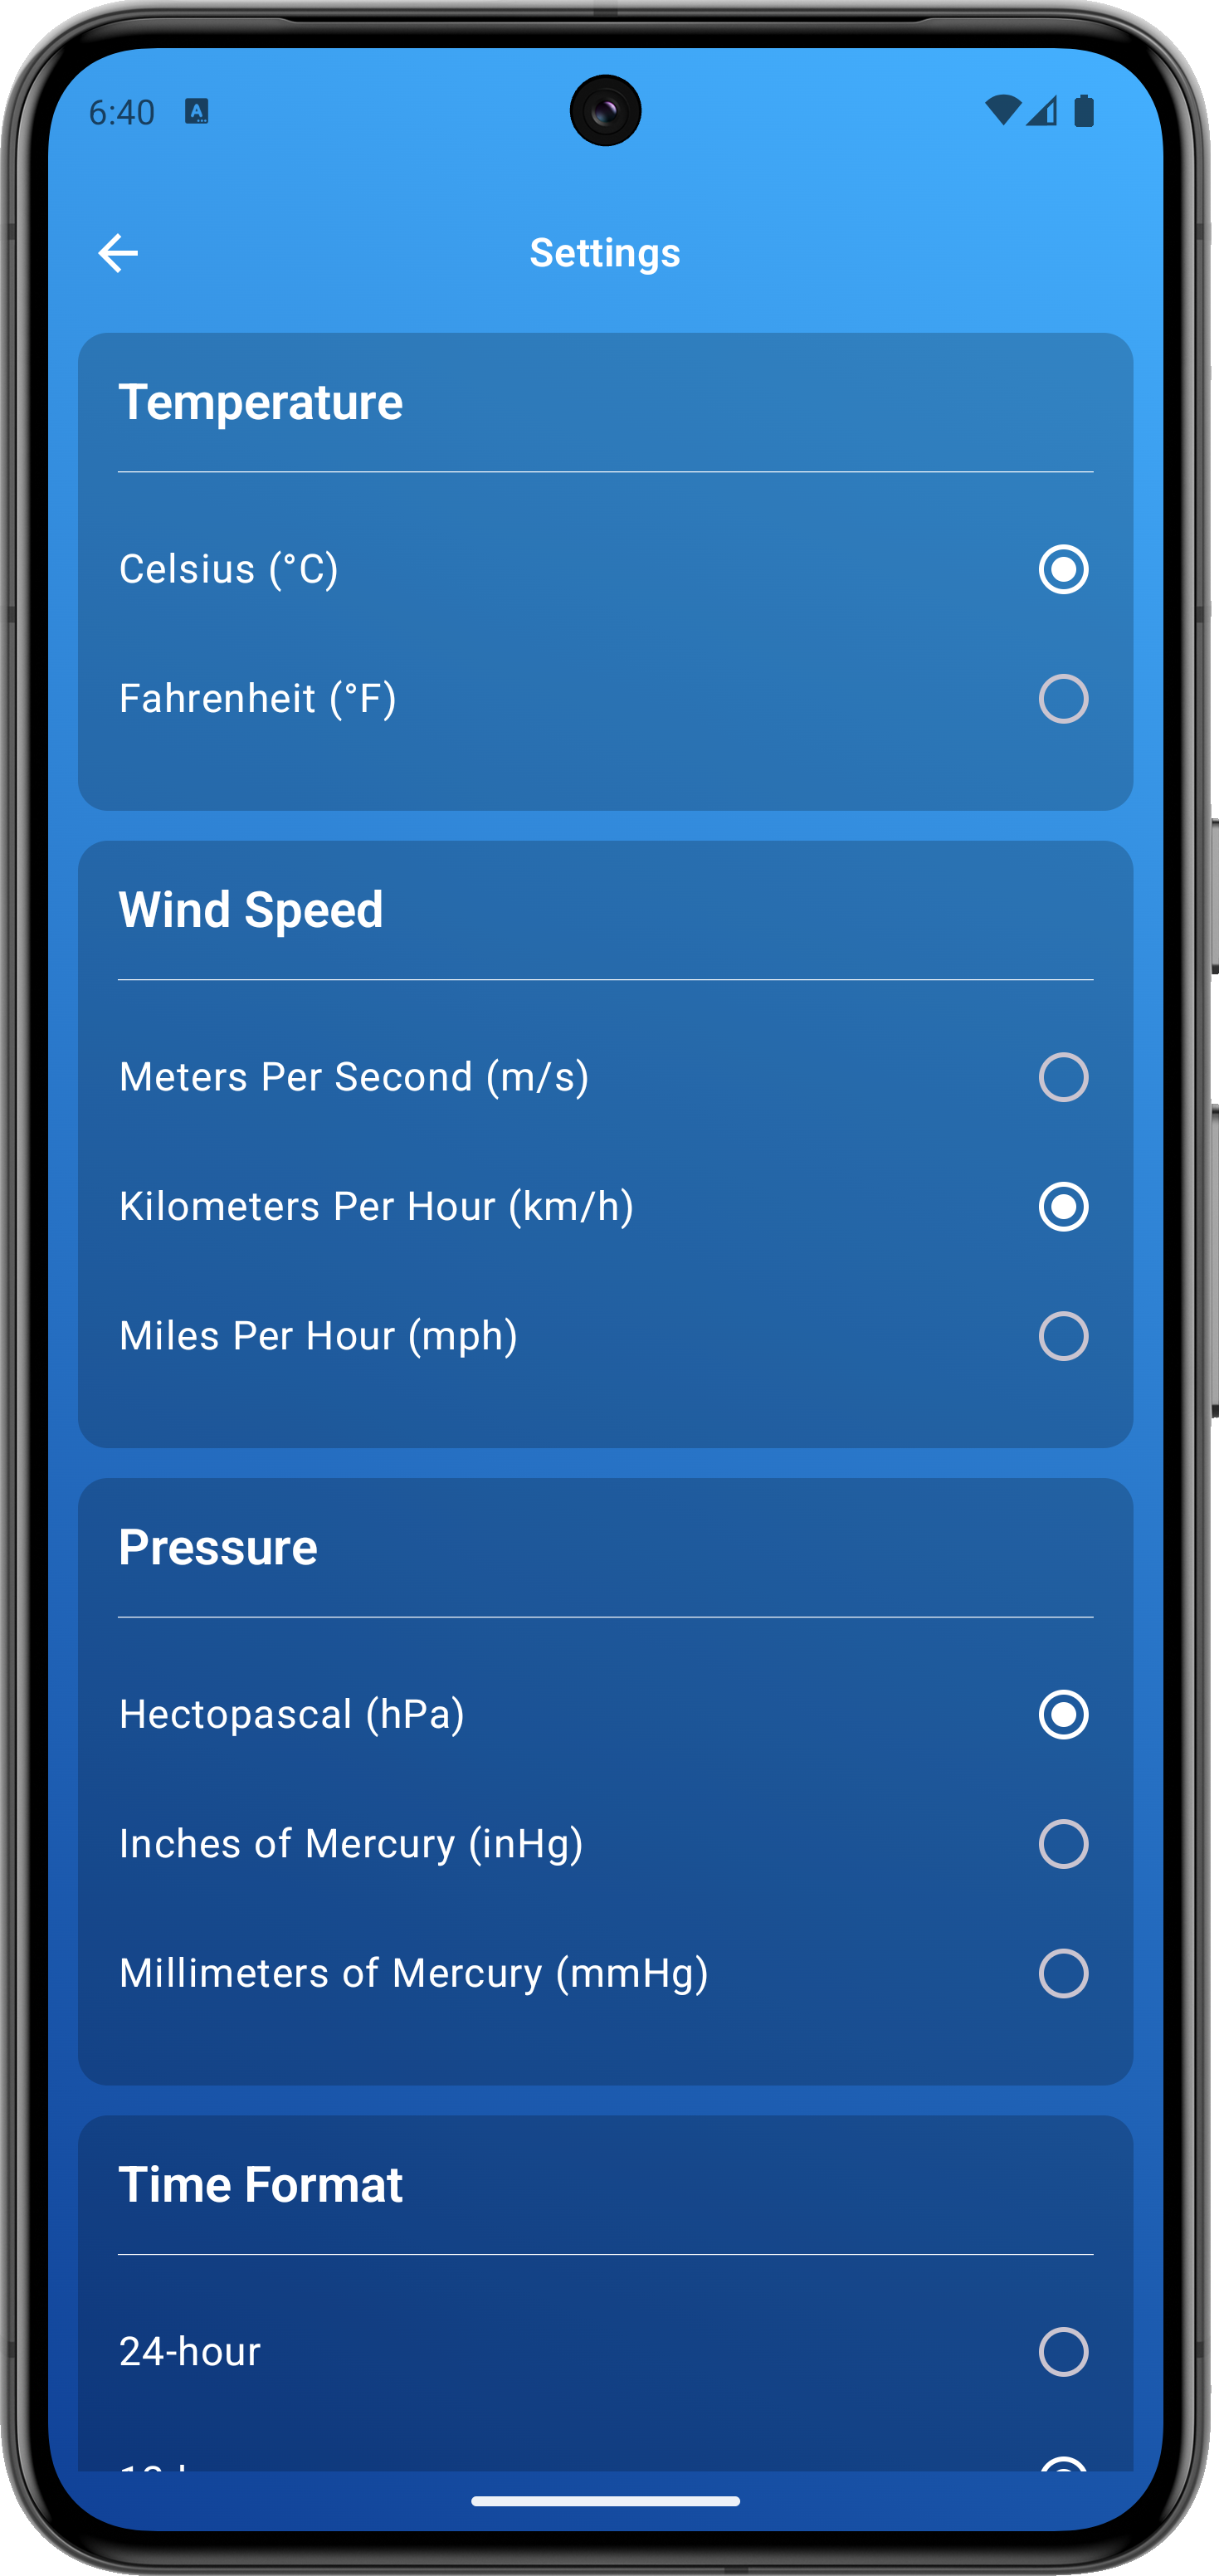 6:40
A
Settings
Temperature
Celsius (°C)
Fahrenheit (°F)
Wind Speed
Meters Per Second (m/s)
Kilometers Per Hour (km/h)
Miles Per Hour (mph)
Pressure
Hectopascal (hPa)
Inches of Mercury (inHg)
Millimeters of Mercury (mmHg)
Time Format
24-hour